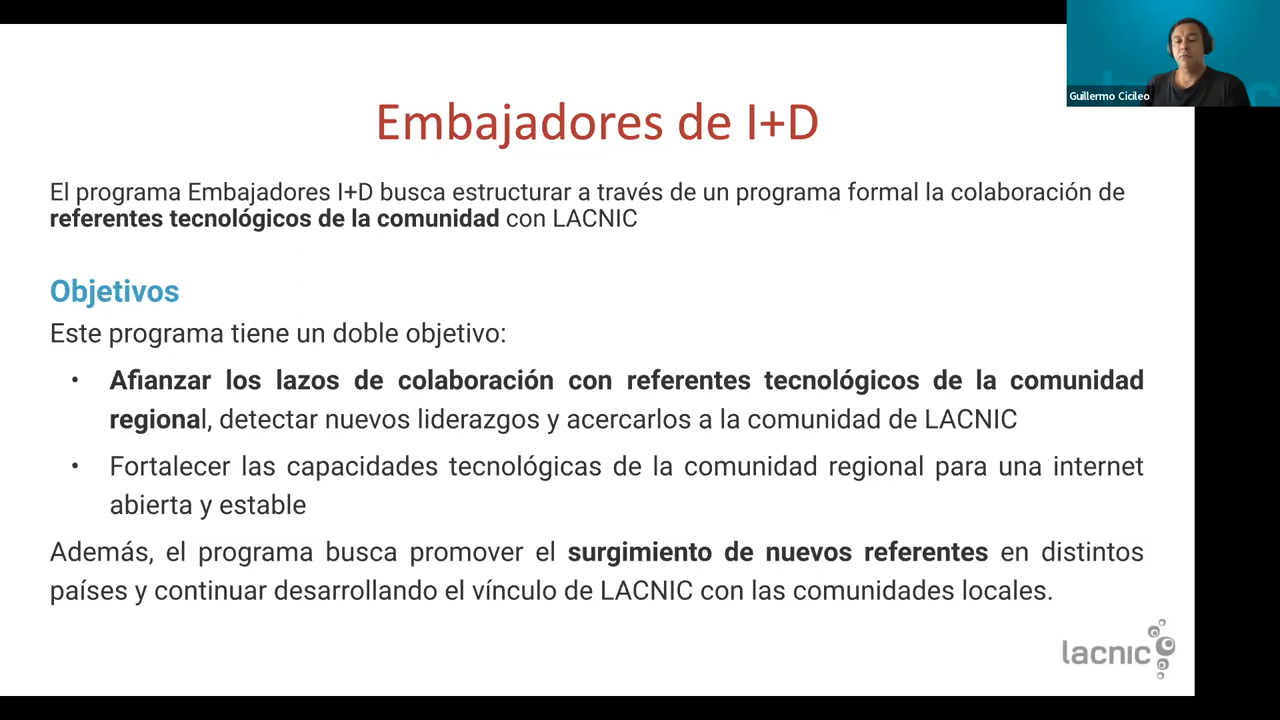 Guillermo Cicileo
Embajadores de I+D
El programa Embajadores I+D busca estructurar a través de un programa formal la colaboración de
referentes tecnológicos de la comunidad con LACNIC
Objetivos
Este programa tiene un doble objetivo:
• Afianzar los lazos de colaboración con referentes tecnológicos de la comunidad
regional, detectar nuevos liderazgos y acercarlos a la comunidad de LACNIC
• Fortalecer las capacidades tecnológicas de la comunidad regional para una internet
abierta y estable
Además, el programa busca promover el surgimiento de nuevos referentes en distintos
países y continuar desarrollando el vínculo de LACNIC con las comunidades locales.
lacnic